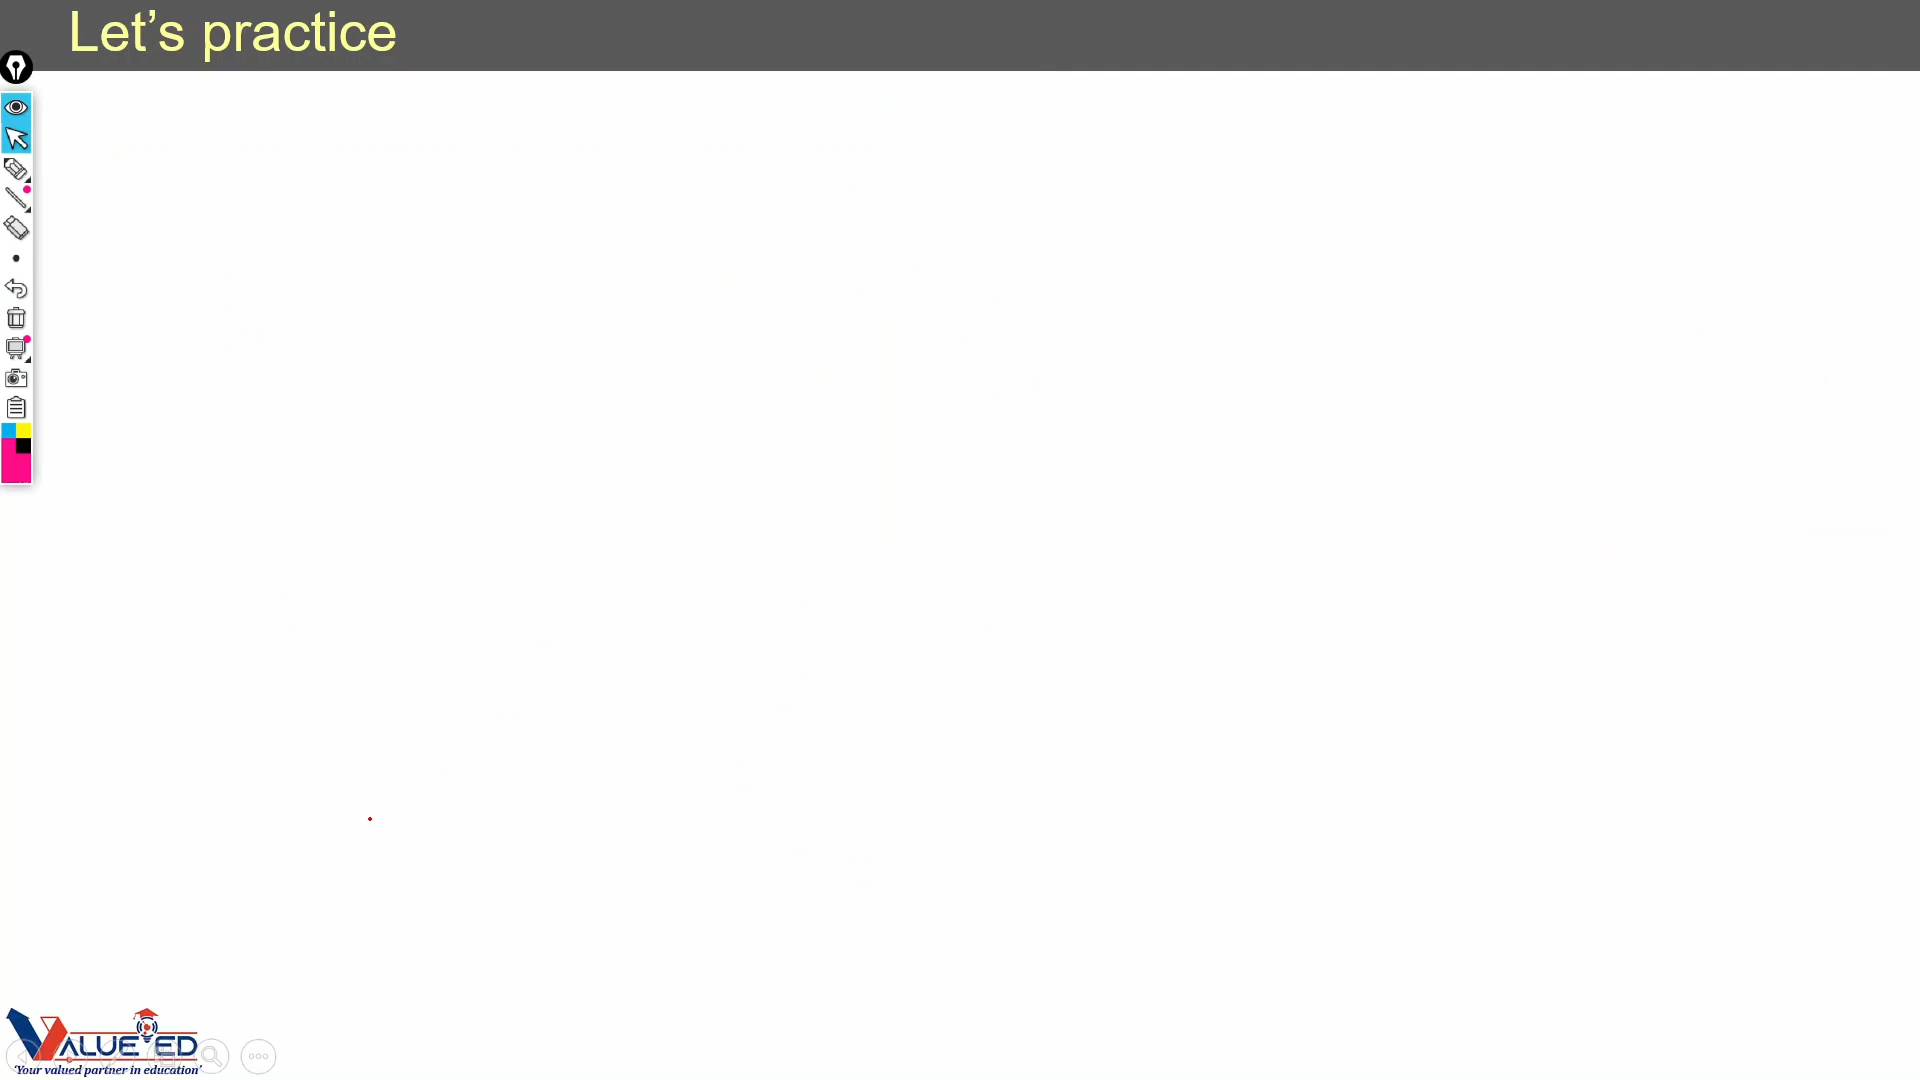 Let’s practice
VALUE ED
‘Your valued partner in education’